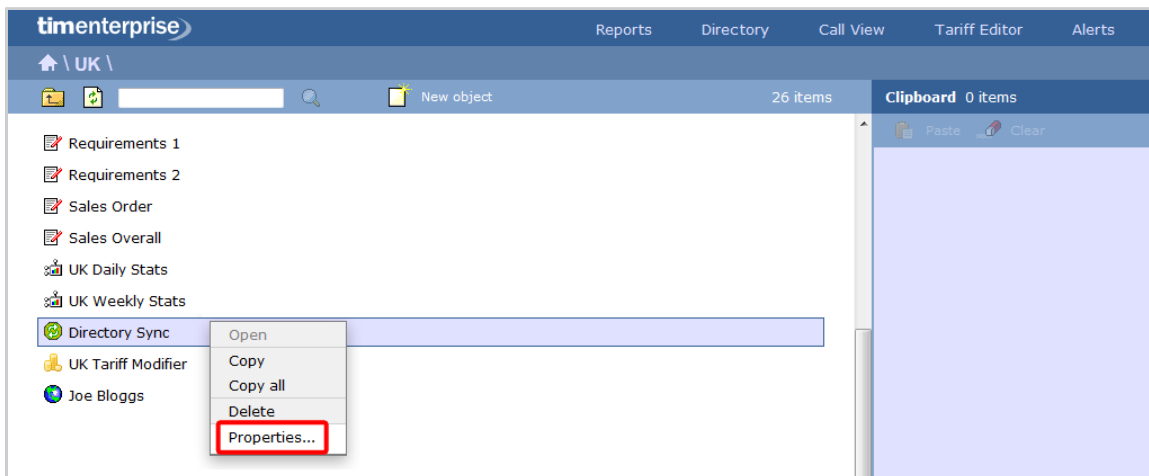 timenterprise
Reports Directory Call View Tariff Editor Alerts
\ UK \
New object 26 items Clipboard 0 items
Paste Clear
Requirements 1
Requirements 2
Sales Order
Sales Overall
UK Daily Stats
UK Weekly Stats
Directory Sync
Open
UK Tariff Modifier
Copy
Copy all
Joe Bloggs
Delete
Properties...